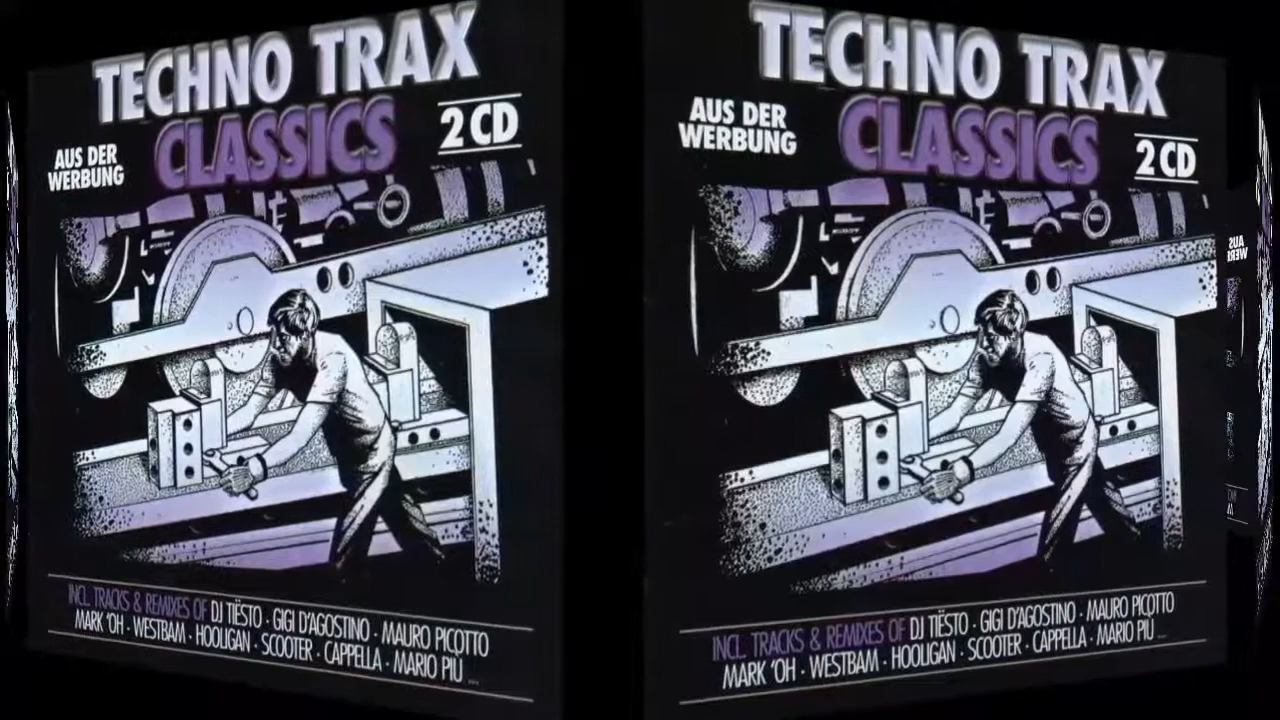 TECHNO TRAX
CLASSICS
AUS DER
WERBUNG
2 CD
INCL. TRACKS & REMIXES OF DJ TIËSTO · GIGI D'AGOSTINO · MAURO PICOTTO
MARK 'OH · WESTBAM · HOOLIGAN · SCOOTER · CAPPELLA · MARIO PIÙ ...
TECHNO TRAX
CLASSICS
AUS DER
WERBUNG
2 CD
INCL. TRACKS & REMIXES OF DJ TIËSTO · GIGI D'AGOSTINO · MAURO PICOTTO
MARK 'OH · WESTBAM · HOOLIGAN · SCOOTER · CAPPELLA · MARIO PIÙ ...